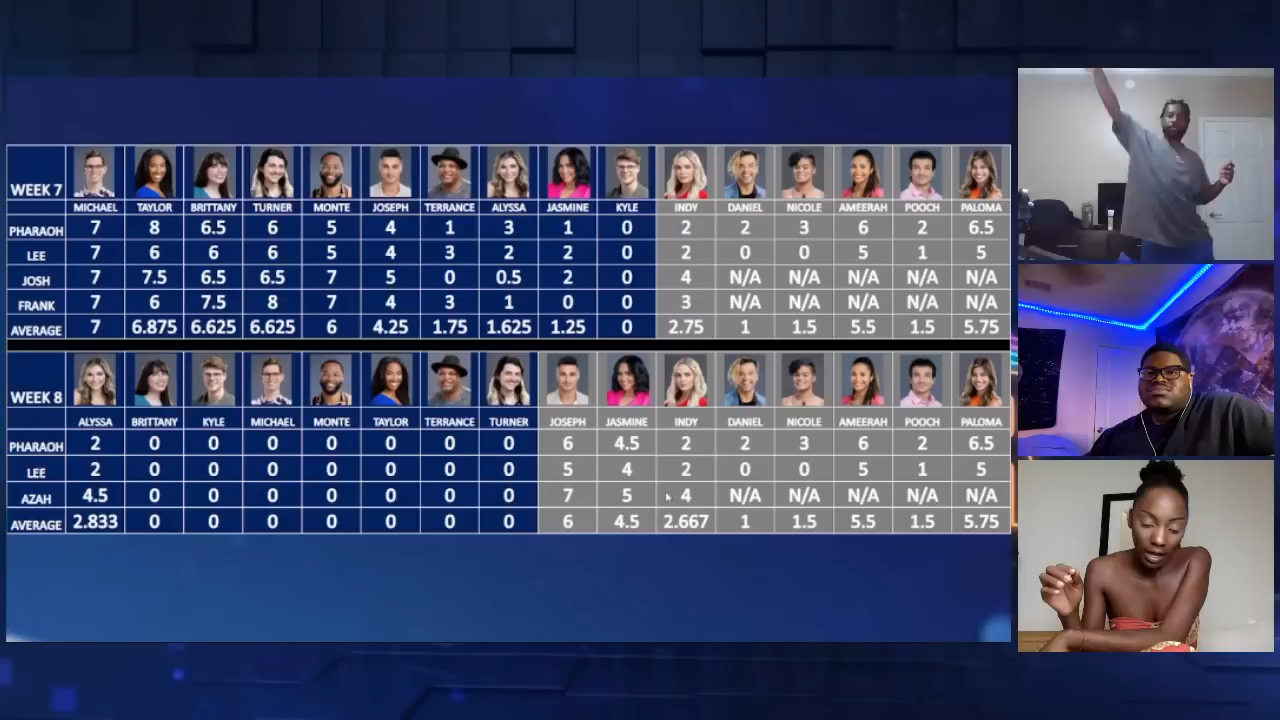 WEEK 7
MICHAEL TAYLOR BRITTANY TURNER MONTE JOSEPH TERRANCE ALYSSA JASMINE KYLE INDY DANIEL NICOLE AMEERAH POOCH PALOMA
PHARAOH 7 8 6.5 6 5 4 1 3 1 0 2 2 3 6 2 6.5
LEE 7 6 6 6 5 4 3 2 2 0 2 0 0 5 1 5
JOSH 7 7.5 6.5 6.5 7 5 0 0.5 2 0 4 N/A N/A N/A N/A N/A
FRANK 7 6 7.5 8 7 4 3 1 0 0 3 N/A N/A N/A N/A N/A
AVERAGE 7 6.875 6.625 6.625 6 4.25 1.75 1.625 1.25 0 2.75 1 1.5 5.5 1.5 5.75
WEEK 8
ALYSSA BRITTANY KYLE MICHAEL MONTE TAYLOR TERRANCE TURNER JOSEPH JASMINE INDY DANIEL NICOLE AMEERAH POOCH PALOMA
PHARAOH 2 0 0 0 0 0 0 0 6 4.5 2 2 3 6 2 6.5
LEE 2 0 0 0 0 0 0 0 5 4 2 0 0 5 1 5
AZAH 4.5 0 0 0 0 0 0 0 7 5 4 N/A N/A N/A N/A N/A
AVERAGE 2.833 0 0 0 0 0 0 0 6 4.5 2.667 1 1.5 5.5 1.5 5.75